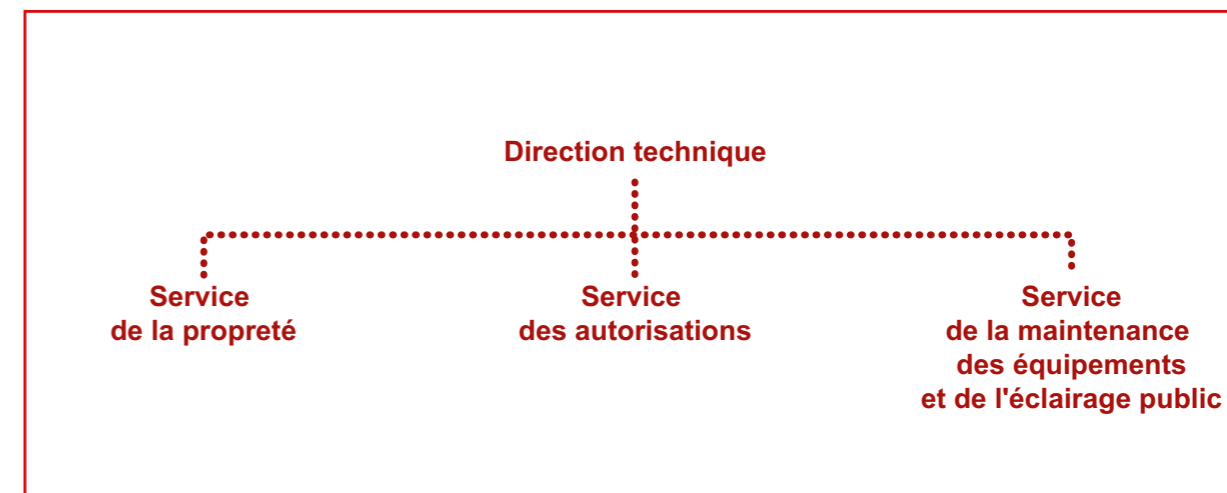 Direction technique
Service
de la propreté
Service
des autorisations
Service
de la maintenance
des équipements
et de l'éclairage public